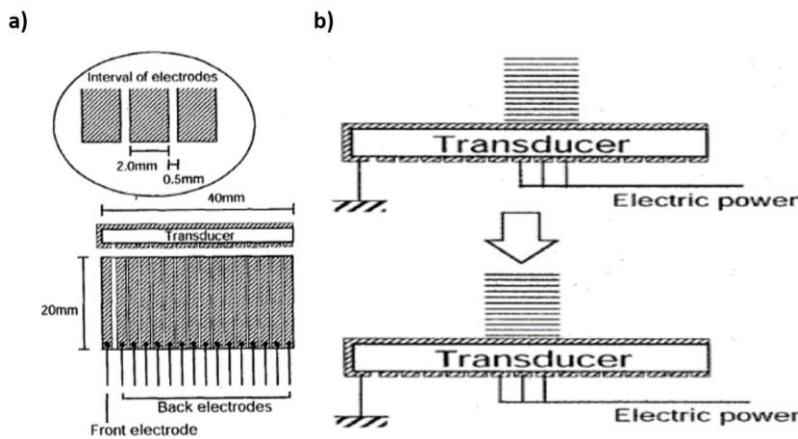 a)
Interval of electrodes
2.0mm
0.5mm
40mm
Transducer
20mm
Back electrodes
Front electrode
b)
Transducer
Electric power
Transducer
Electric power